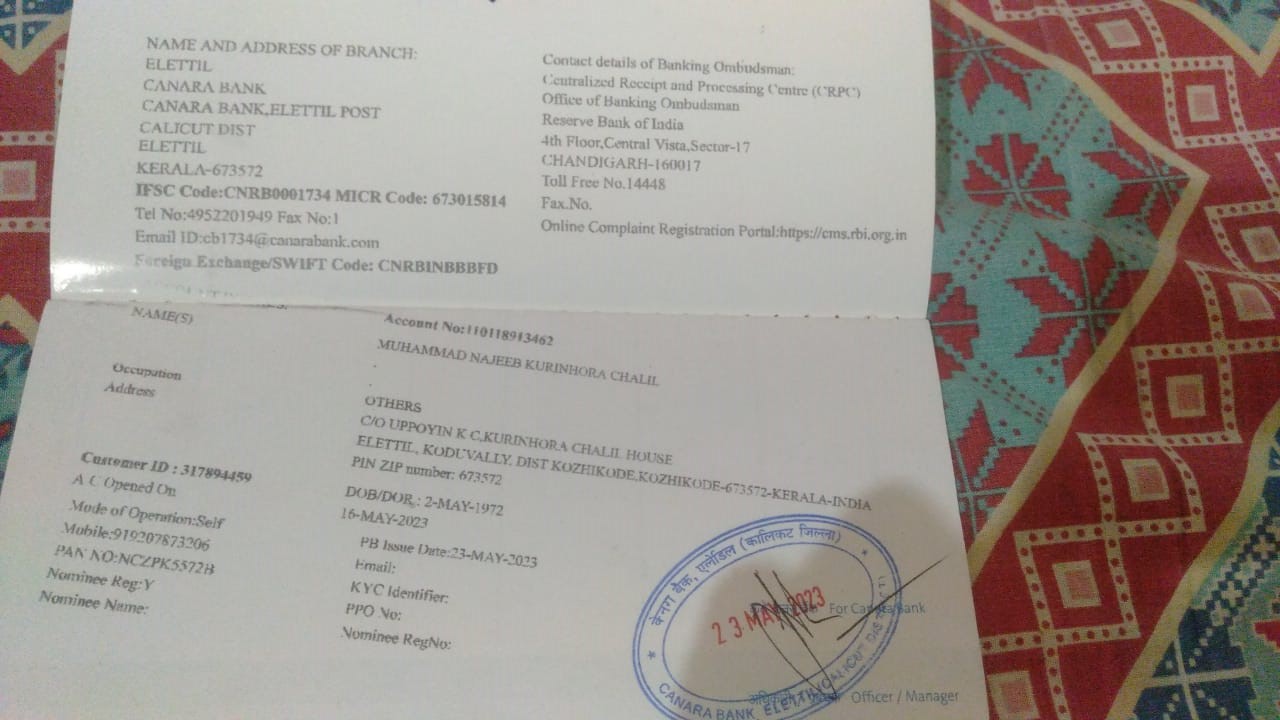 NAME AND ADDRESS OF BRANCH:
ELETTIL
CANARA BANK
CANARA BANK,ELETTIL POST
CALICUT DIST
ELETTIL
KERALA-673572
IFSC Code:CNRB0001734 MICR Code: 673015814
Tel No:4952201949 Fax No:1
Email ID:cb1734@canarabank.com
Foreign Exchange/SWIFT Code: CNRBINBBBFD
Contact details of Banking Ombudsman:
Centralized Receipt and Processing Centre (CRPC)
Office of Banking Ombudsman
Reserve Bank of India
4th Floor,Central Vista,Sector-17
CHANDIGARH-160017
Toll Free No.14448
Fax.No.
Online Complaint Registration Portal:https://cms.rbi.org.in
Account No:110118913462
NAME(S) MUHAMMAD NAJEEB KURINHORA CHALIL
Occupation OTHERS
Address C/O UPPOYIN K C,KURINHORA CHALIL HOUSE
ELETTIL, KODUVALLY, DIST KOZHIKODE,KOZHIKODE-673572-KERALA-INDIA
PIN ZIP number: 673572
Customer ID : 317894459 DOB/DOR.: 2-MAY-1972
A C Opened On 16-MAY-2023
Mode of Operation:Self PB Issue Date:23-MAY-2023
Mobile:919207873206 Email:
PAN NO:NCZPK5572B KYC Identifier:
Nominee Reg:Y PPO No:
Nominee Name: Nominee RegNo:
केनरा बैंक, एलेंडिल (कालिकट जिल्ला)
23 MAY 2023
For Canara Bank
CANARA BANK, ELETTIL
Officer / Manager